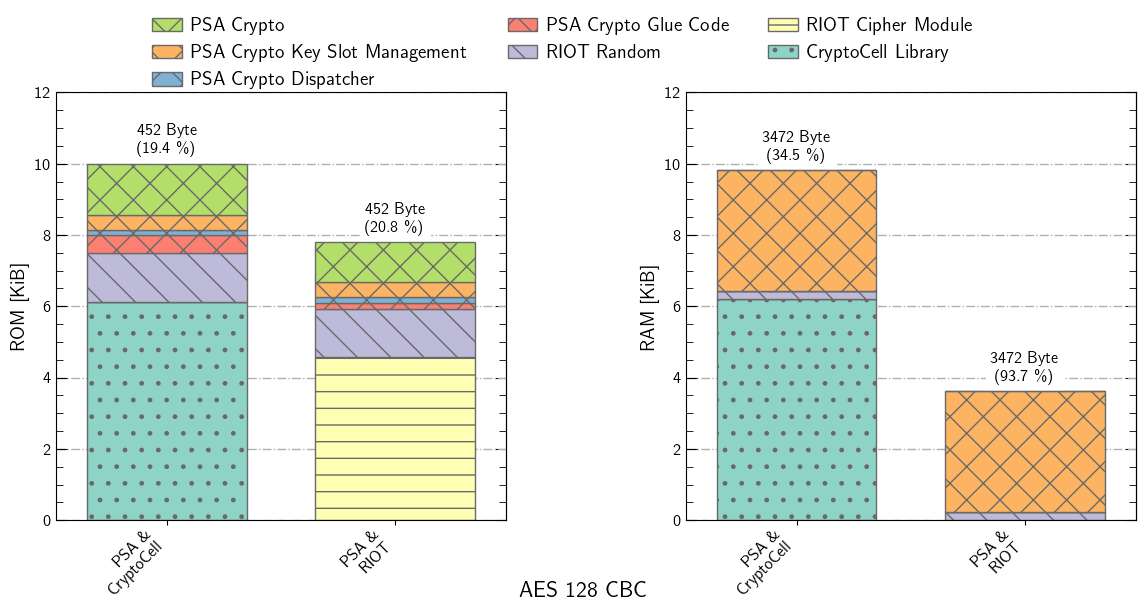 PSA Crypto
PSA Crypto Key Slot Management
PSA Crypto Dispatcher
PSA Crypto Glue Code
RIOT Random
RIOT Cipher Module
CryptoCell Library
ROM [KiB]
12
10
8
6
4
2
0
452 Byte
(19.4 %)
452 Byte
(20.8 %)
PSA &
CryptoCell
PSA &
RIOT
RAM [KiB]
12
10
8
6
4
2
0
3472 Byte
(34.5 %)
3472 Byte
(93.7 %)
PSA &
CryptoCell
PSA &
RIOT
AES 128 CBC